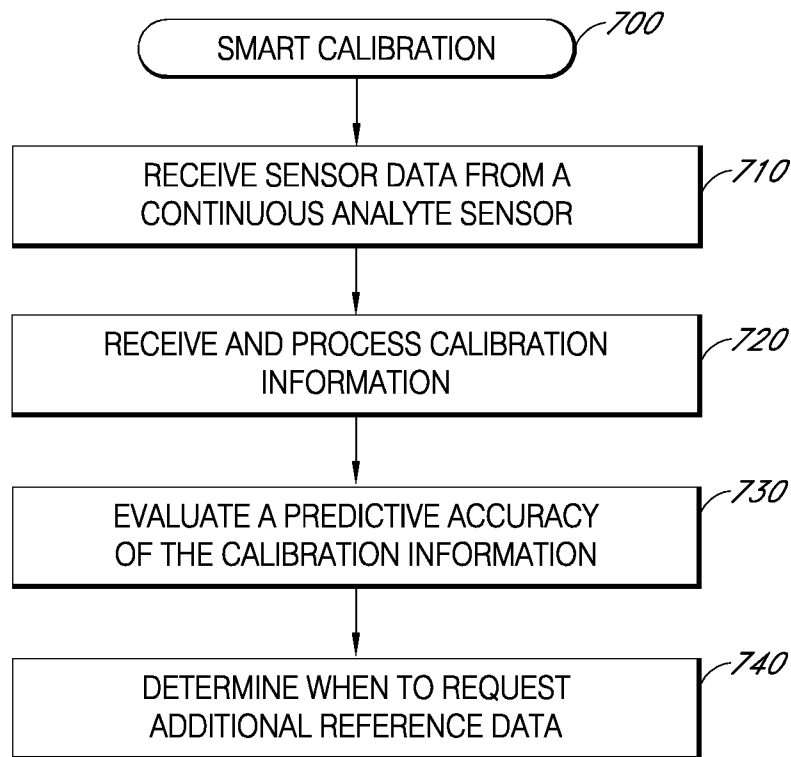 SMART CALIBRATION
700
RECEIVE SENSOR DATA FROM A
CONTINUOUS ANALYTE SENSOR
710
RECEIVE AND PROCESS CALIBRATION
INFORMATION
720
EVALUATE A PREDICTIVE ACCURACY
OF THE CALIBRATION INFORMATION
730
DETERMINE WHEN TO REQUEST
ADDITIONAL REFERENCE DATA
740